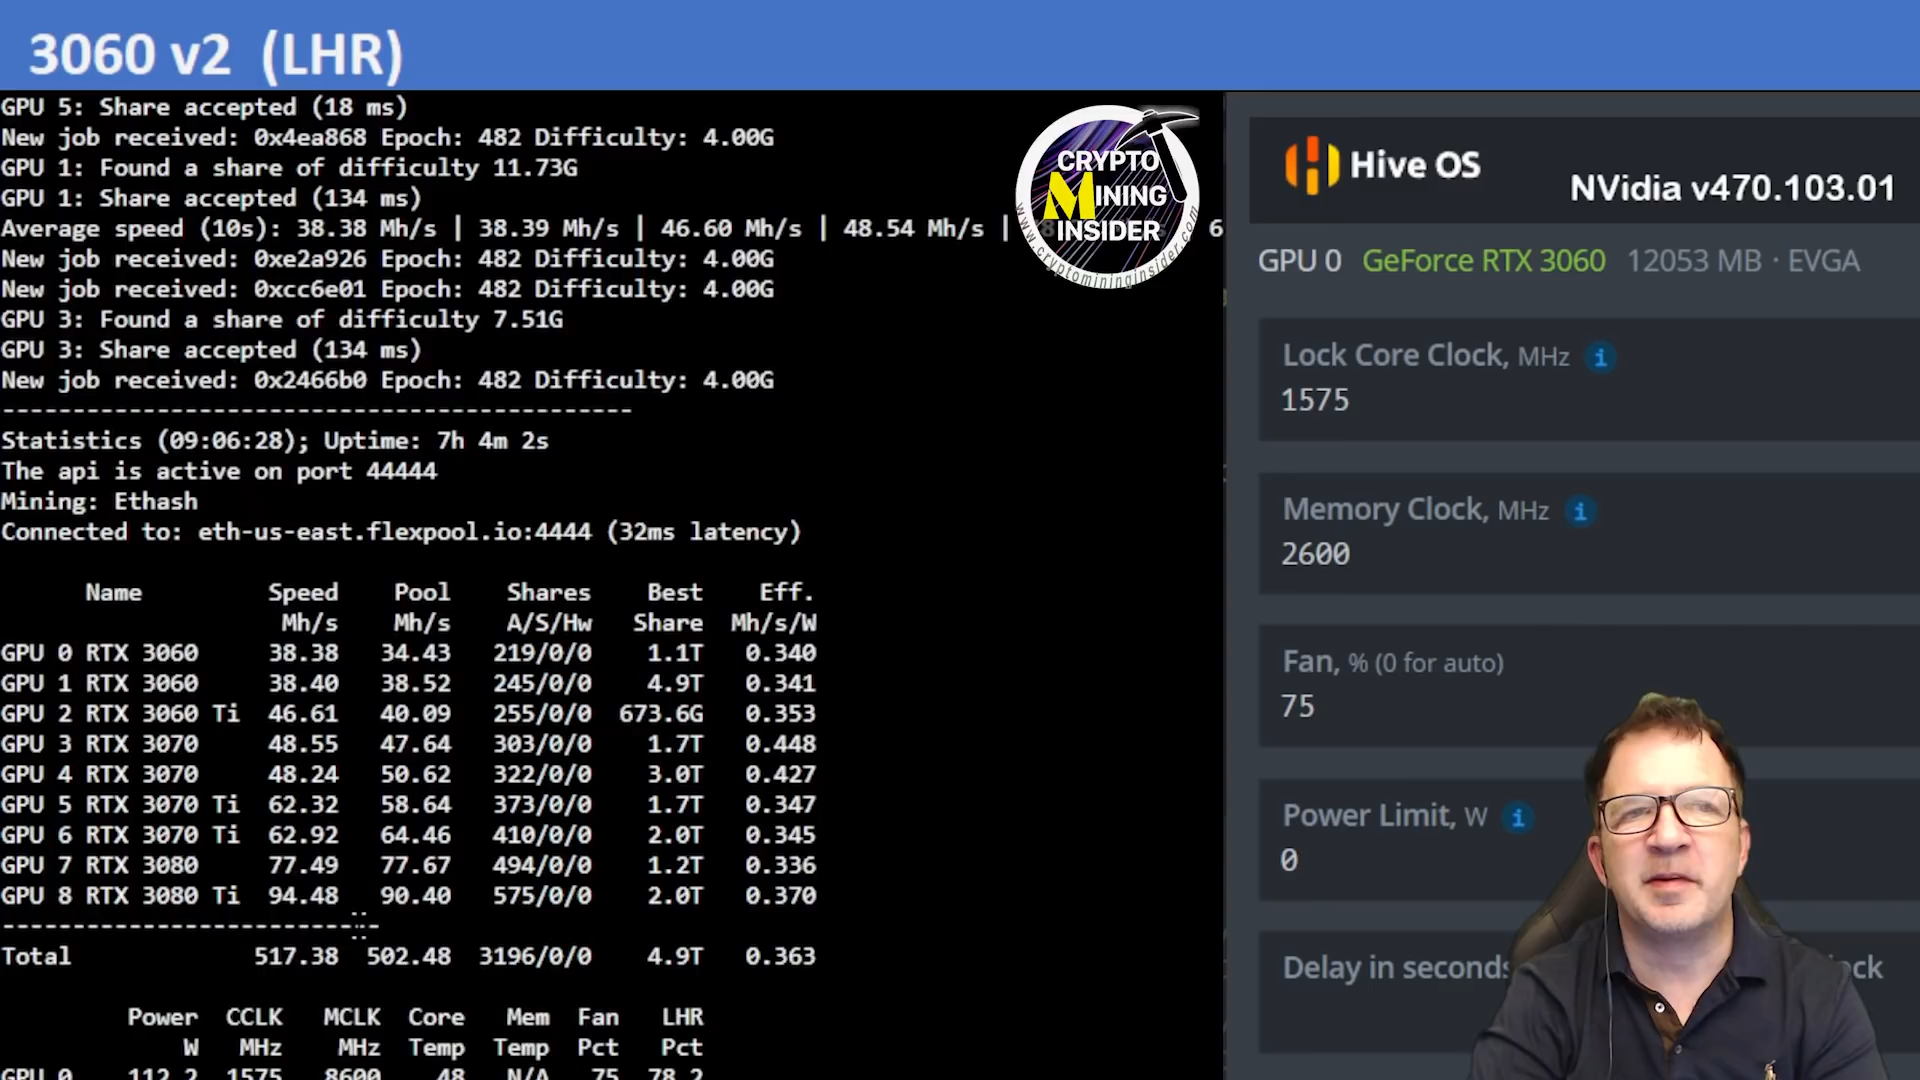 3060 v2 (LHR)
GPU 5: Share accepted (18 ms)
New job received: 0x4ea868 Epoch: 482 Difficulty: 4.00G
GPU 1: Found a share of difficulty 11.73G
GPU 1: Share accepted (134 ms)
Average speed (10s): 38.38 Mh/s | 38.39 Mh/s | 46.60 Mh/s | 48.54 Mh/s | 6
New job received: 0xe2a926 Epoch: 482 Difficulty: 4.00G
New job received: 0xcc6e01 Epoch: 482 Difficulty: 4.00G
GPU 3: Found a share of difficulty 7.51G
GPU 3: Share accepted (134 ms)
New job received: 0x2466b0 Epoch: 482 Difficulty: 4.00G
---------------------------------------------
Statistics (09:06:28); Uptime: 7h 4m 2s
The api is active on port 44444
Mining: Ethash
Connected to: eth-us-east.flexpool.io:4444 (32ms latency)
Name Speed Pool Shares Best Eff.
Mh/s Mh/s A/S/Hw Share Mh/s/W
GPU 0 RTX 3060 38.38 34.43 219/0/0 1.1T 0.340
GPU 1 RTX 3060 38.40 38.52 245/0/0 4.9T 0.341
GPU 2 RTX 3060 Ti 46.61 40.09 255/0/0 673.6G 0.353
GPU 3 RTX 3070 48.55 47.64 303/0/0 1.7T 0.448
GPU 4 RTX 3070 48.24 50.62 322/0/0 3.0T 0.427
GPU 5 RTX 3070 Ti 62.32 58.64 373/0/0 1.7T 0.347
GPU 6 RTX 3070 Ti 62.92 64.46 410/0/0 2.0T 0.345
GPU 7 RTX 3080 77.49 77.67 494/0/0 1.2T 0.336
GPU 8 RTX 3080 Ti 94.48 90.40 575/0/0 2.0T 0.370
---------------------------
Total 517.38 502.48 3196/0/0 4.9T 0.363
Power CCLK MCLK Core Mem Fan LHR
W MHz MHz Temp Temp Pct Pct
GPU 0 112.2 1575 8600 48 N/A 75 78.2
CRYPTO
MINING
INSIDER
www.cryptomininginsider.com
Hive OS
NVidia v470.103.01
GPU 0 GeForce RTX 3060 12053 MB · EVGA
Lock Core Clock, MHz i
1575
Memory Clock, MHz i
2600
Fan, % (0 for auto)
75
Power Limit, W i
0
Delay in seconds